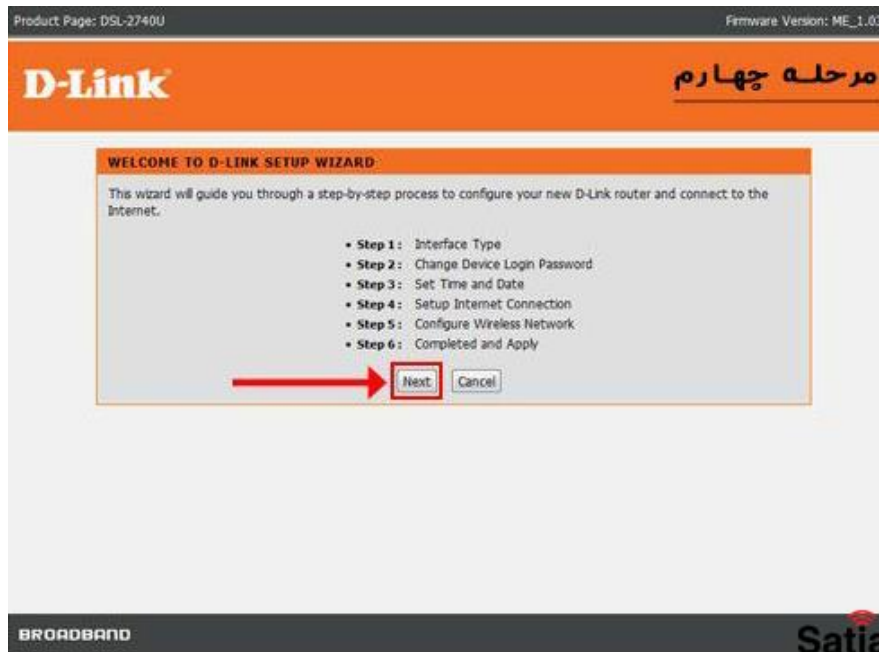 Product Page: DSL-2740U
Firmware Version: ME_1.03
D-Link
مرحله چهارم
WELCOME TO D-LINK SETUP WIZARD
This wizard will guide you through a step-by-step process to configure your new D-Link router and connect to the
Internet.
• Step 1: Interface Type
• Step 2: Change Device Login Password
• Step 3: Set Time and Date
• Step 4: Setup Internet Connection
• Step 5: Configure Wireless Network
• Step 6: Completed and Apply
Next Cancel
BROADBAND
Satia